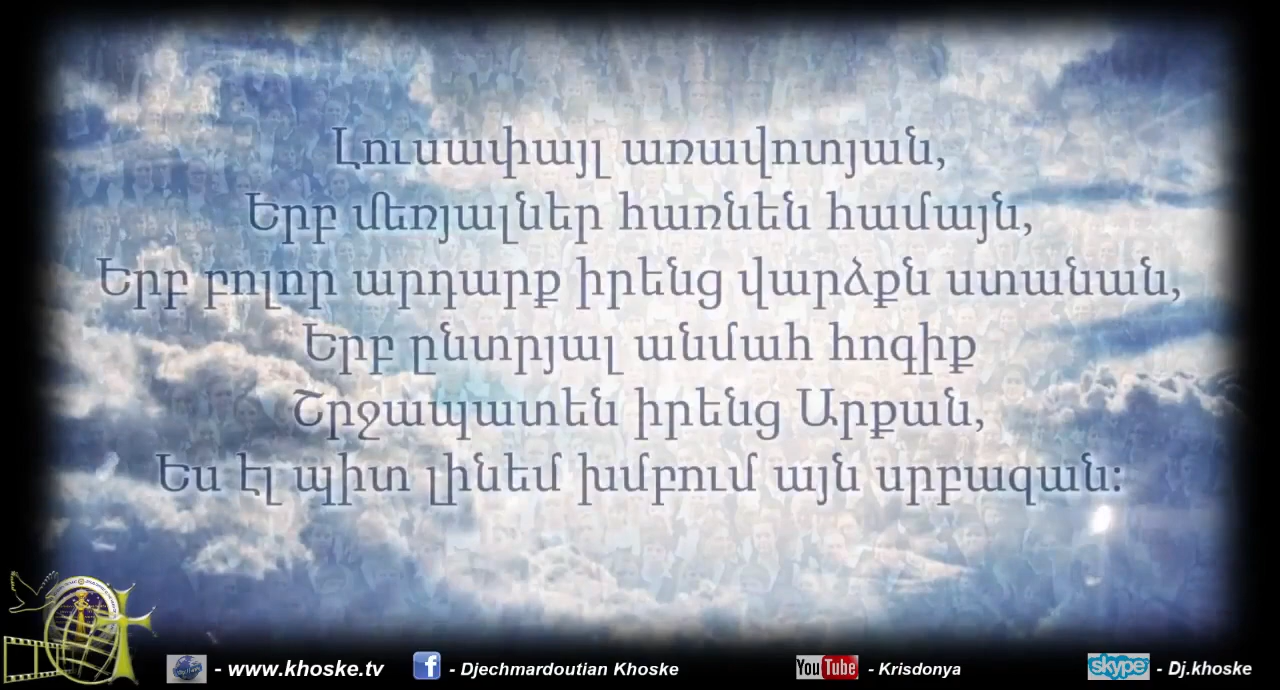 Լուսափայլ առավոտյան,
Երբ մեռյալներ հառնեն համայն,
Երբ բոլոր արդարք իրենց վարձքն ստանան,
Երբ ընտրյալ անմահ հոգիք
Շրջապատեն իրենց Արքան,
Ես էլ պիտ լինեմ խմբում այն սրբազան:
- www.khoske.tv f - Djechmardoutian Khoske YouTube - Krisdonya skype - Dj.khoske